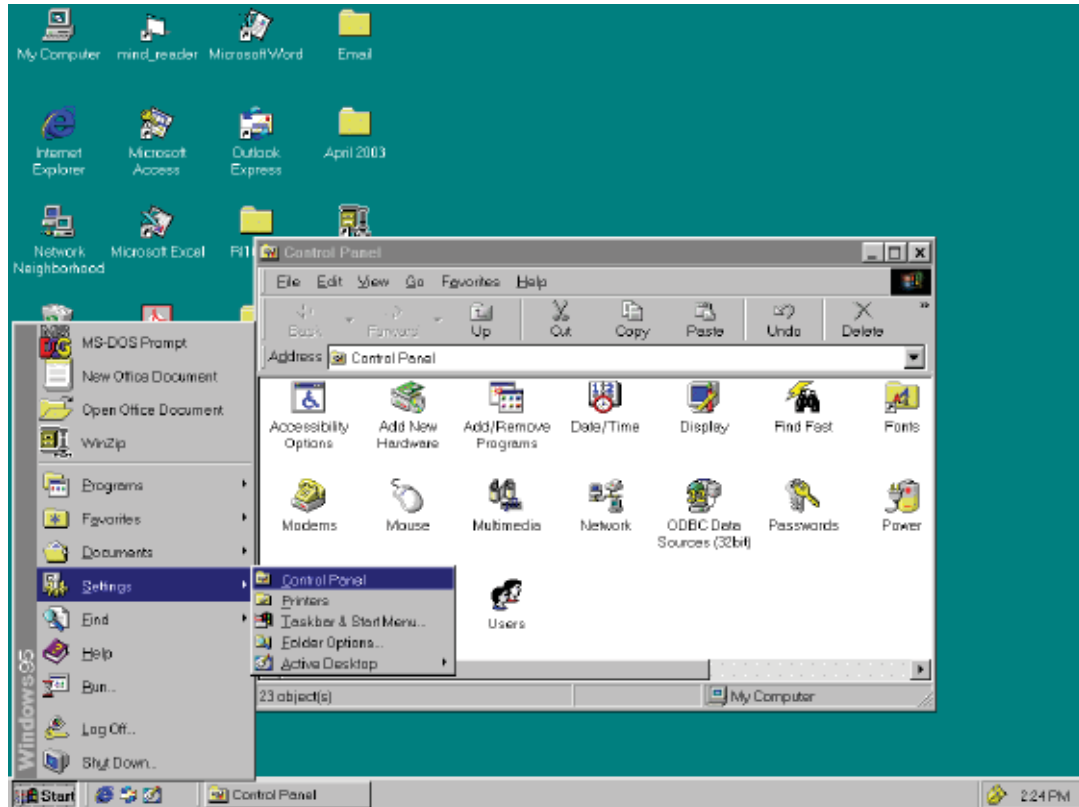 My Computer
mind_reader
Microsoft Word
Email
Internet
Explorer
Microsoft
Access
Outlook
Express
April 2003
Network
Neighborhood
Microsoft Excel
Control Panel
File Edit View Go Favorites Help
Back
Forward
Up
Cut
Copy
Paste
Undo
Delete
Address Control Panel
Accessibility
Options
Add New
Hardware
Add/Remove
Programs
Date/Time
Display
Find Fast
Fonts
Modems
Mouse
Multimedia
Network
ODBC Data
Sources (32bit)
Passwords
Power
Users
23 object(s)
My Computer
MS-DOS Prompt
New Office Document
Open Office Document
WinZip
Programs
Favorites
Documents
Settings
Find
Help
Run...
Log Off...
Shut Down...
Windows95
Control Panel
Printers
Taskbar & Start Menu...
Folder Options...
Active Desktop
Start
Control Panel
2:24 PM